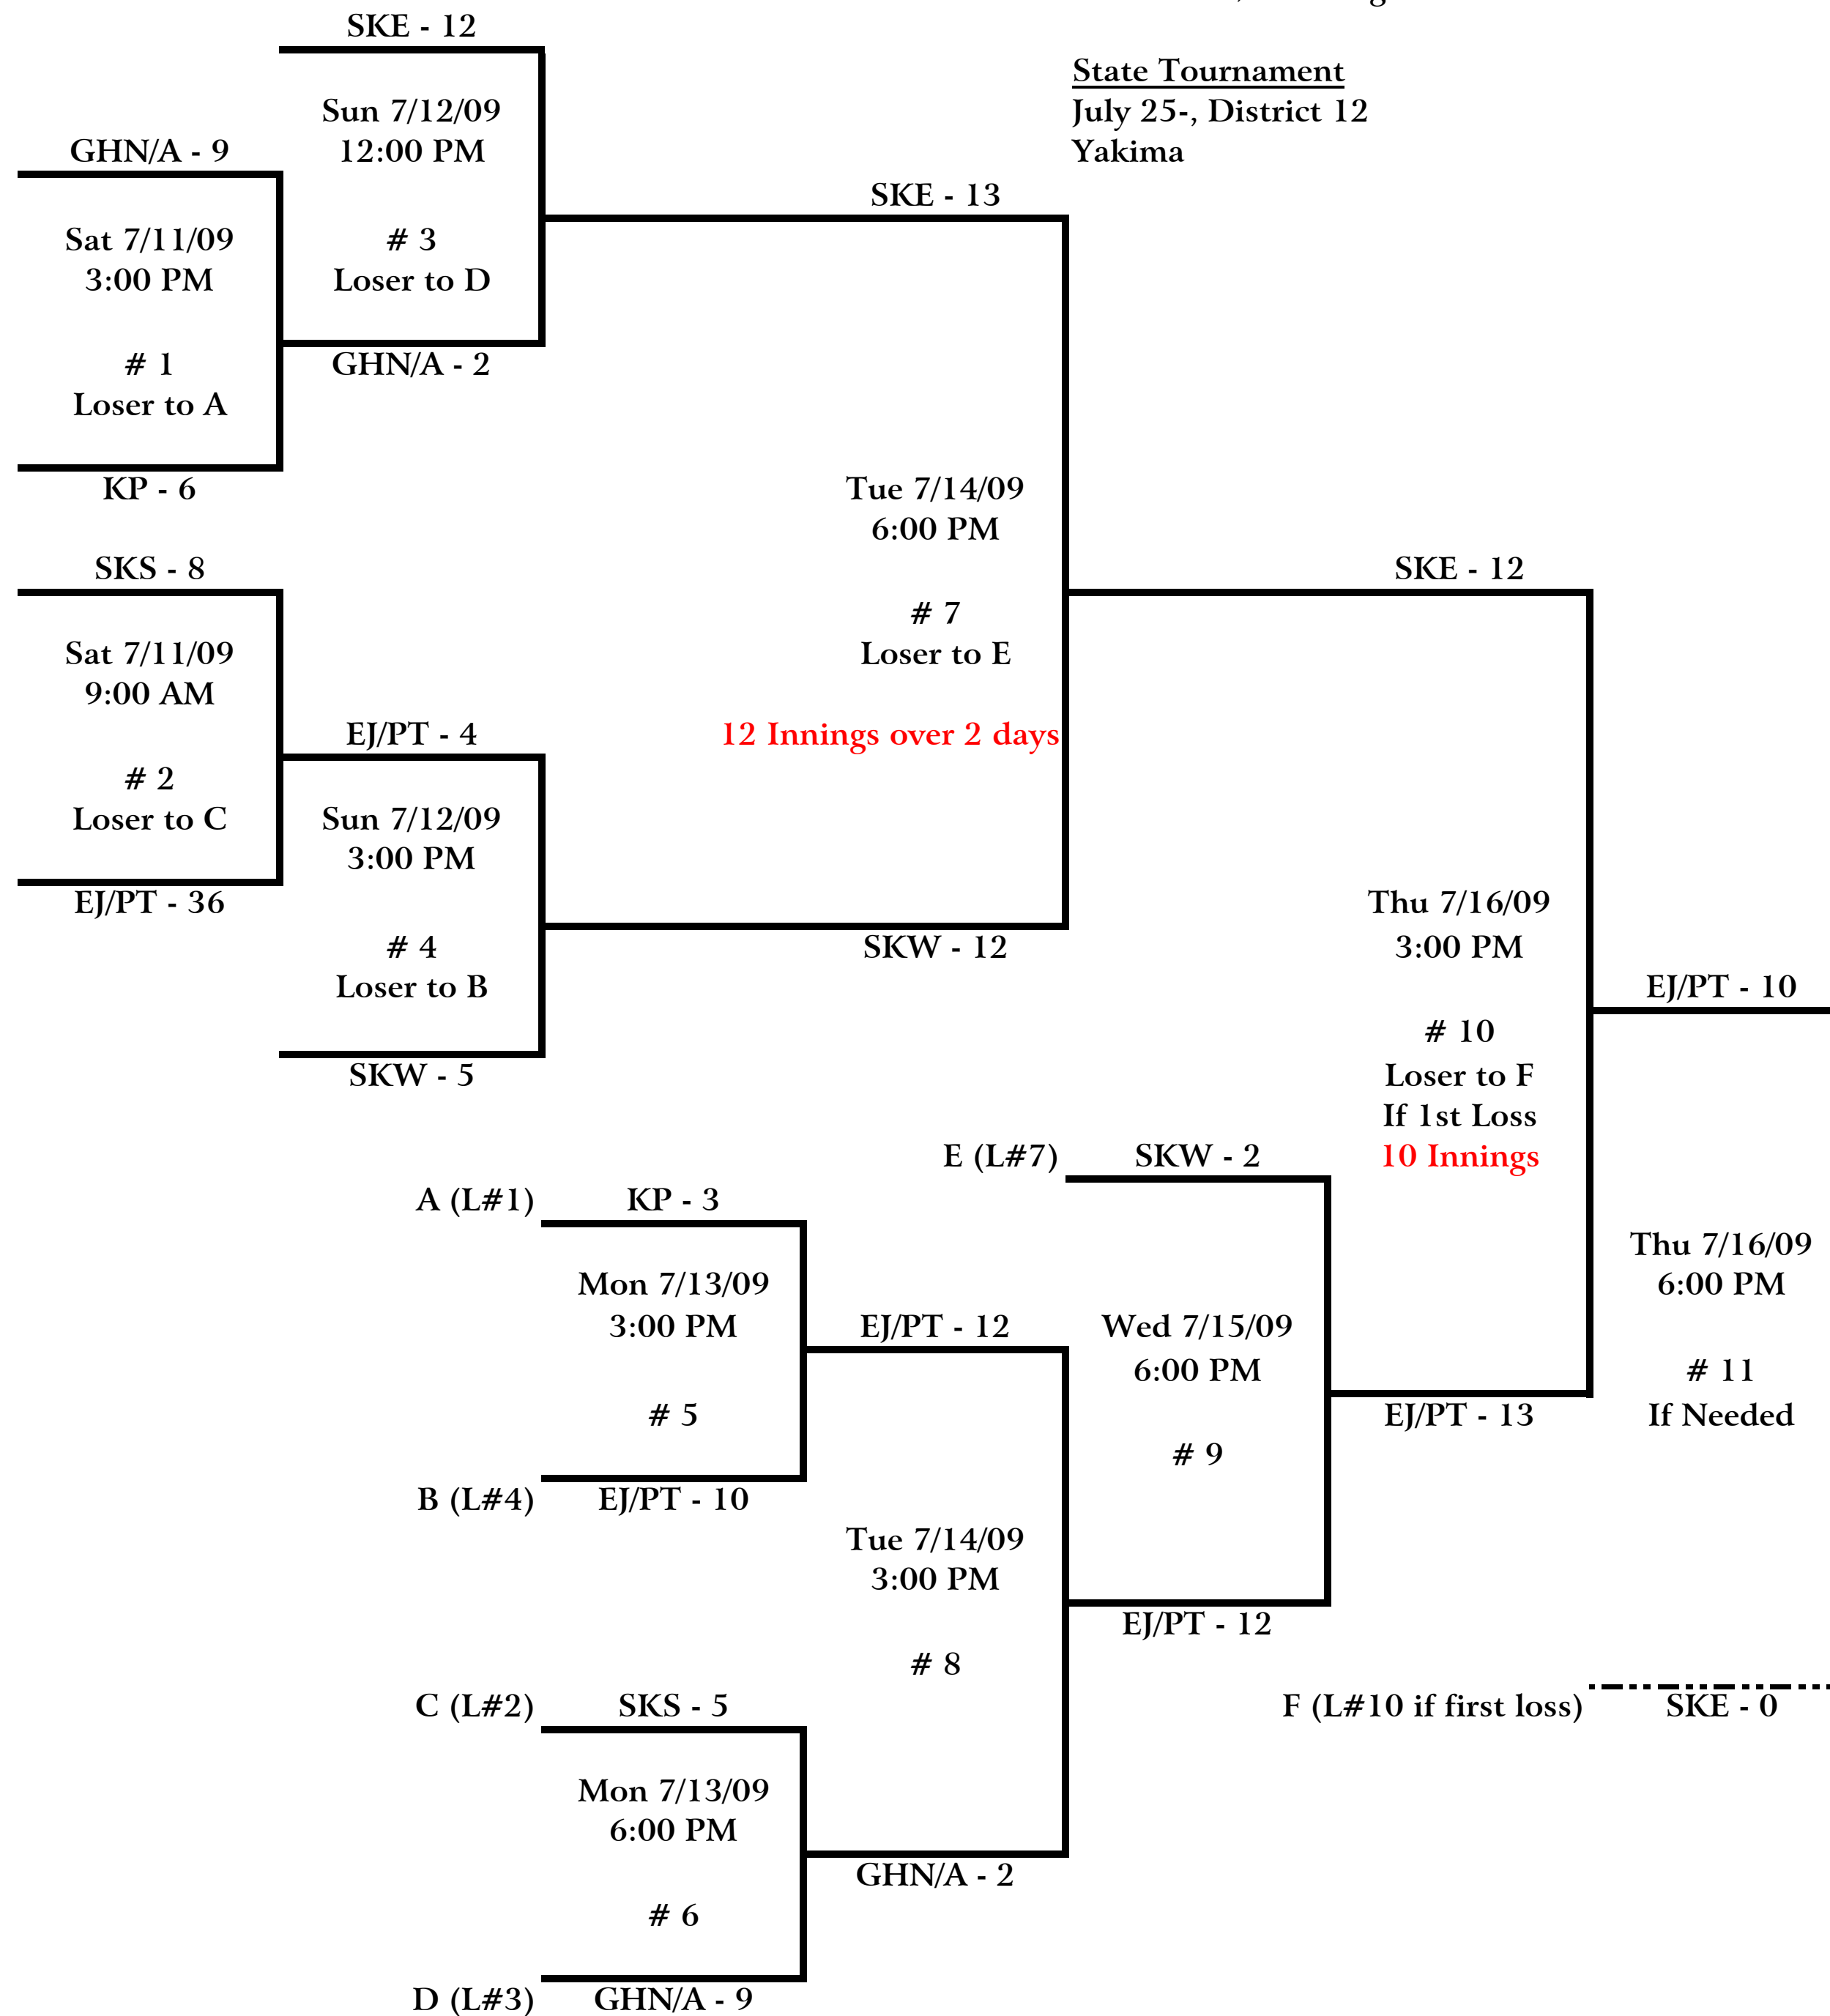 SKE - 12
State Tournament
July 25-, District 12
Yakima
Sun 7/12/09
12:00 PM
# 3
Loser to D
GHN/A - 2
GHN/A - 9
Sat 7/11/09
3:00 PM
# 1
Loser to A
KP - 6
SKE - 13
Tue 7/14/09
6:00 PM
# 7
Loser to E
12 Innings over 2 days
SKW - 12
SKS - 8
Sat 7/11/09
9:00 AM
# 2
Loser to C
EJ/PT - 36
EJ/PT - 4
Sun 7/12/09
3:00 PM
# 4
Loser to B
SKW - 5
SKE - 12
Thu 7/16/09
3:00 PM
# 10
Loser to F
If 1st Loss
10 Innings
EJ/PT - 13
EJ/PT - 10
Thu 7/16/09
6:00 PM
# 11
If Needed
F (L#10 if first loss)
SKE - 0
E (L#7)
SKW - 2
Wed 7/15/09
6:00 PM
# 9
EJ/PT - 12
A (L#1)
KP - 3
Mon 7/13/09
3:00 PM
# 5
B (L#4)
EJ/PT - 10
EJ/PT - 12
Tue 7/14/09
3:00 PM
# 8
GHN/A - 2
C (L#2)
SKS - 5
Mon 7/13/09
6:00 PM
# 6
D (L#3)
GHN/A - 9